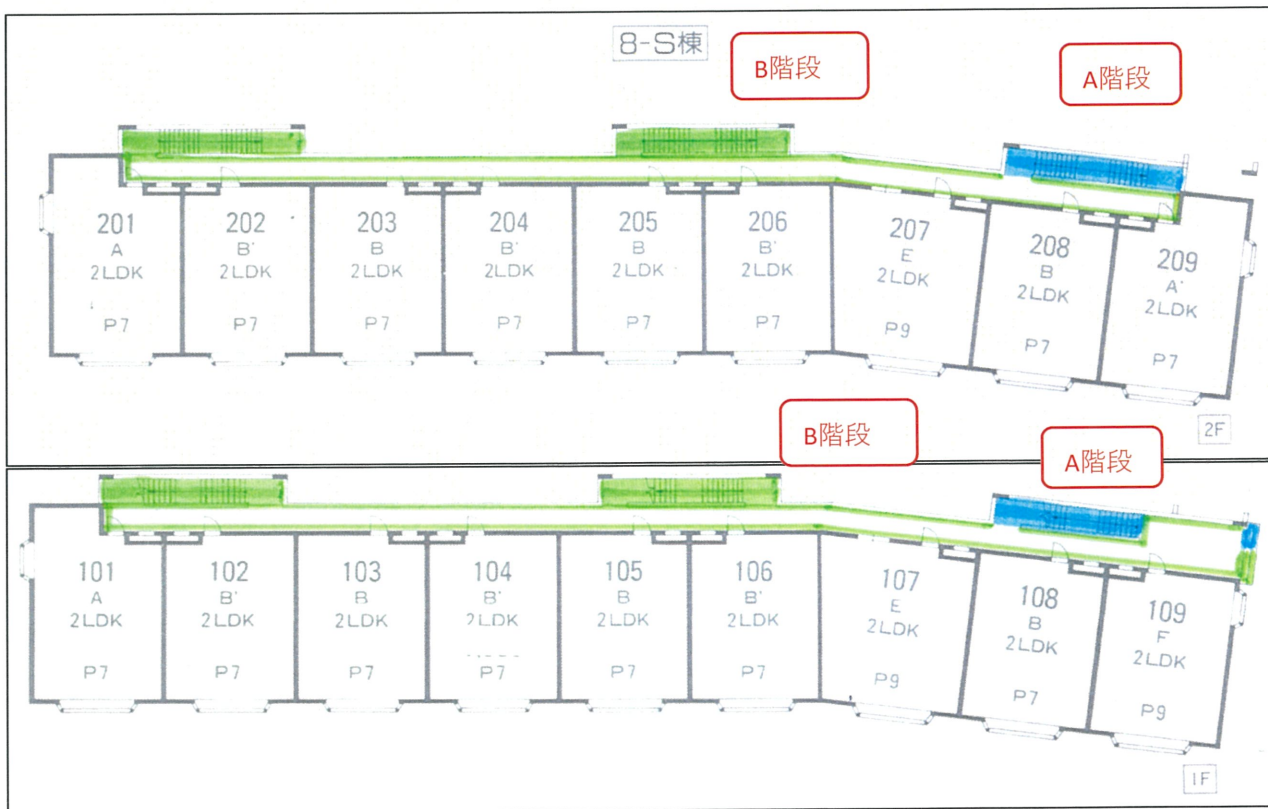 8-S棟
B階段
A階段
201
A
2LDK
P7
202
B'
2LDK
P7
203
B
2LDK
P7
204
B'
2LDK
P7
205
B
2LDK
P7
206
B'
2LDK
P7
207
E
2LDK
P9
208
B
2LDK
P7
209
A'
2LDK
P7
2F
B階段
A階段
101
A
2LDK
P7
102
B'
2LDK
P7
103
B
2LDK
P7
104
B'
2LDK
P7
105
B
2LDK
P7
106
B'
2LDK
P7
107
E
2LDK
P9
108
B
2LDK
P7
109
F
2LDK
P9
1F